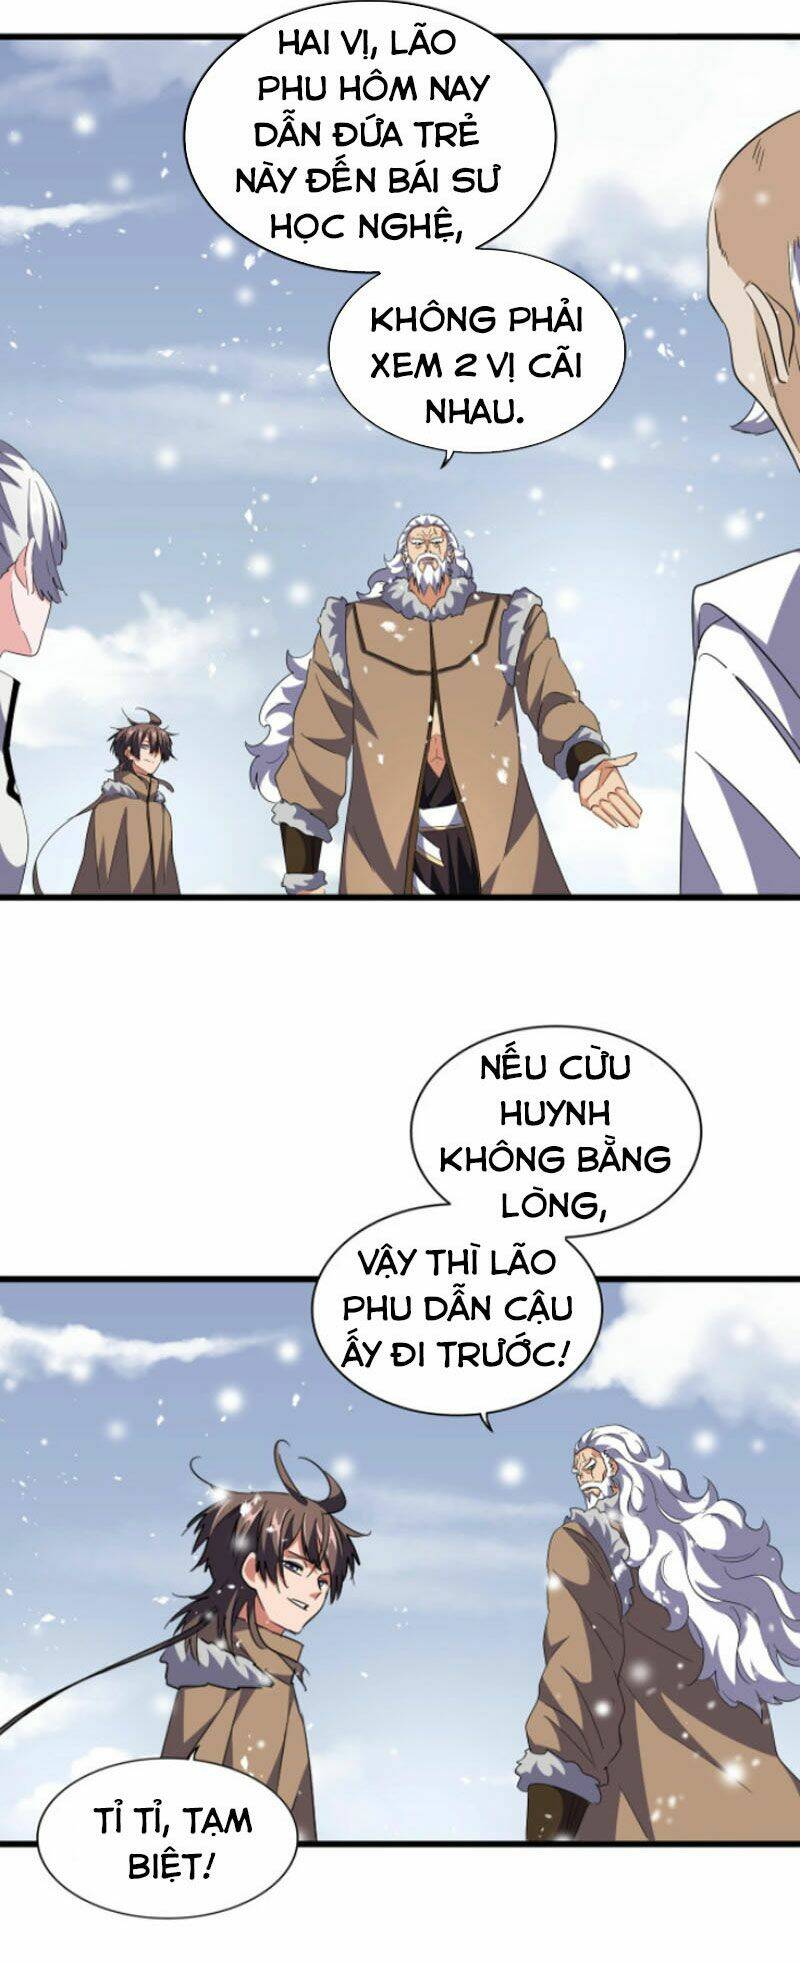 HAI VỊ, LÃO
PHU HÔM NAY
DẪN ĐỨA TRẺ
NÀY ĐẾN BÁI SƯ
HỌC NGHỆ,
KHÔNG PHẢI
XEM 2 VỊ CÃI
NHAU.
NẾU CỪU
HUYNH
KHÔNG BẰNG
LÒNG,
VẬY THÌ LÃO
PHU DẪN CẬU
ẤY ĐI TRƯỚC!
TỈ TỈ, TẠM
BIỆT!